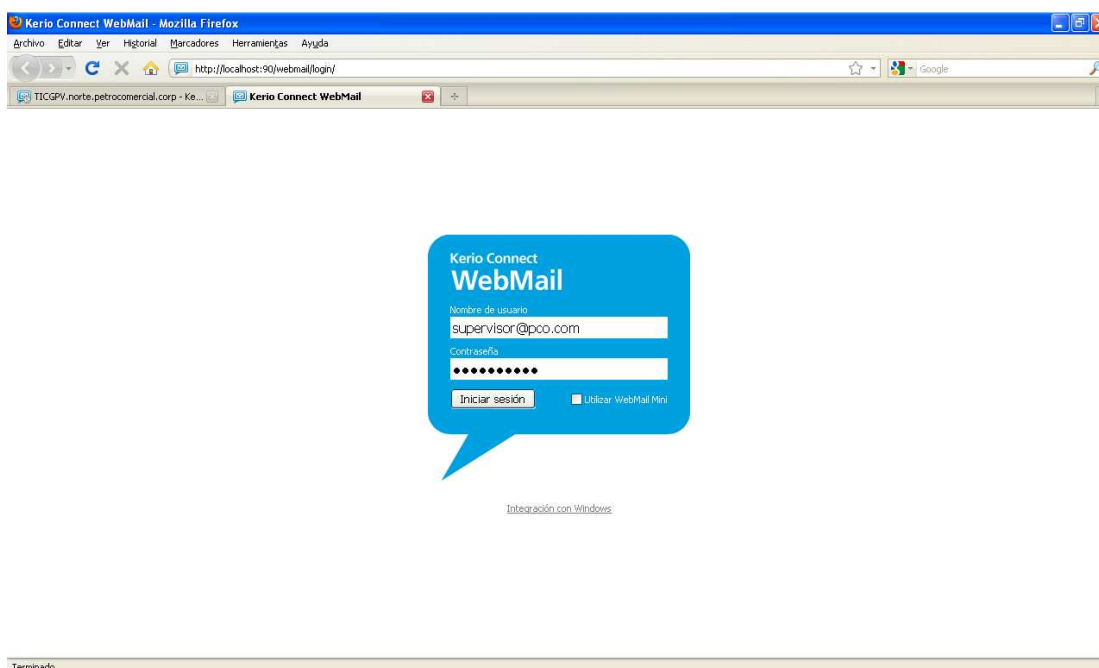 Kerio Connect WebMail - Mozilla Firefox
Archivo Editar Ver Historial Marcadores Herramientas Ayuda
http://localhost:90/webmail/login/
Google
TICGPV.norte.petrocomercial.corp - Ke...
Kerio Connect WebMail
Kerio Connect
WebMail
Nombre de usuario
supervisor@pco.com
Contraseña
Iniciar sesión
Utilizar WebMail Mini
Integración con Windows
Terminado